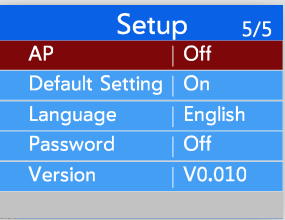 Setup 5/5
AP | Off
Default Setting | On
Language | English
Password | Off
Version | V0.010